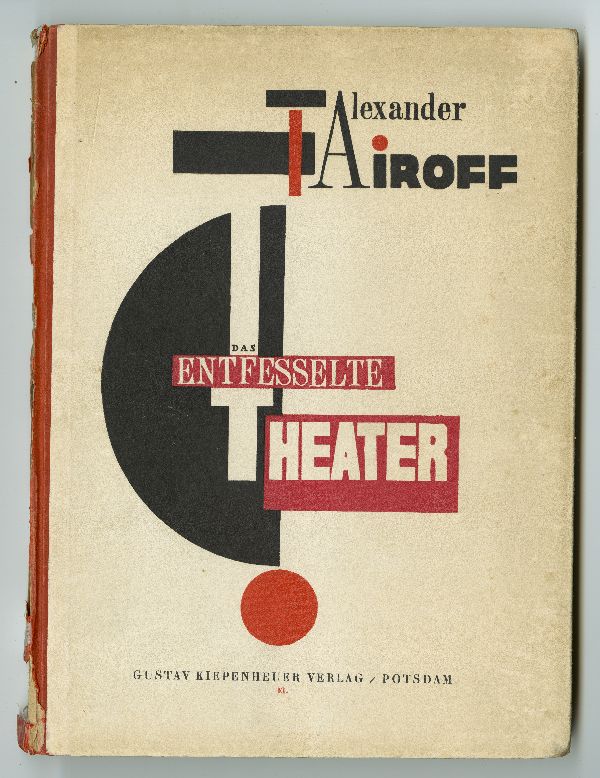 Alexander
TAiROFF
DAS
ENTFESSELTE
THEATER
GUSTAV KIEPENHEUER VERLAG / POTSDAM
EL